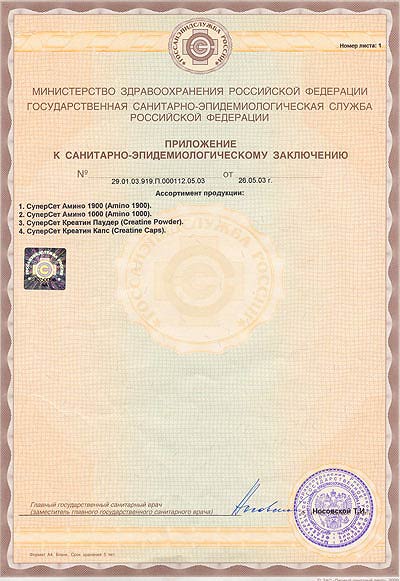 ГОССАНЭПИДСЛУЖБА РОССИИ
Номер листа: 1
МИНИСТЕРСТВО ЗДРАВООХРАНЕНИЯ РОССИЙСКОЙ ФЕДЕРАЦИИ
ГОСУДАРСТВЕННАЯ САНИТАРНО-ЭПИДЕМИОЛОГИЧЕСКАЯ СЛУЖБА
РОССИЙСКОЙ ФЕДЕРАЦИИ
ПРИЛОЖЕНИЕ
К САНИТАРНО-ЭПИДЕМИОЛОГИЧЕСКОМУ ЗАКЛЮЧЕНИЮ
№ 29.01.03.919.П.000112.05.03 ОТ 26.05.03 г.
Ассортимент продукции:
1. СуперСет Амино 1900 (Amino 1900).
2. СуперСет Амино 1000 (Amino 1000).
3. СуперСет Креатин Паудер (Creatine Powder).
4. СуперСет Креатин Капс (Creatine Caps).
ГОССАНЭПИДСЛУЖБА РОССИИ
Главный государственный санитарный врач
(заместитель главного государственного санитарного врача)
Носовской Т.И.
Формат А4. Бланк. Срок хранения 5 лет.